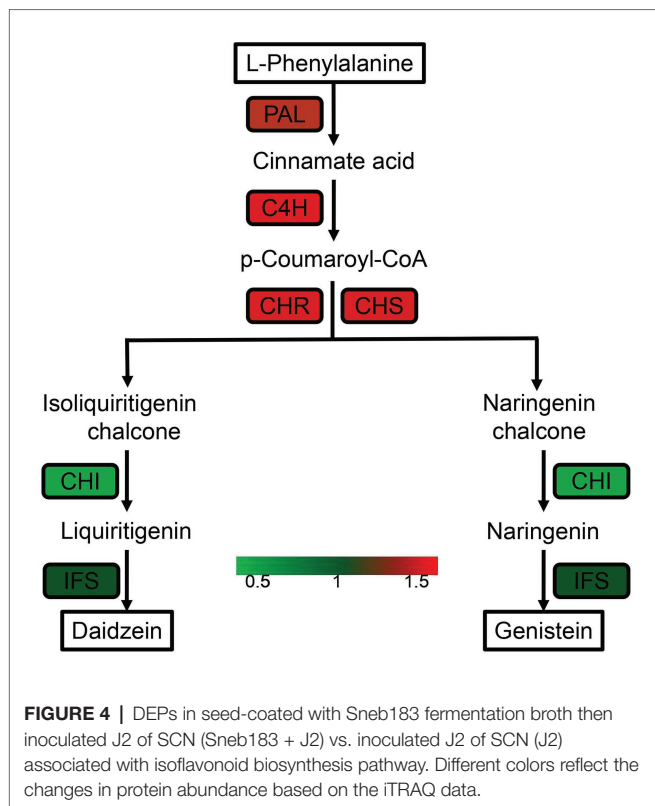 L-Phenylalanine
PAL
Cinnamate acid
C4H
p-Coumaroyl-CoA
CHR CHS
Isoliquiritigenin chalcone
Naringenin chalcone
CHI
CHI
Liquiritigenin
Naringenin
IFS
IFS
0.5 1 1.5
Daidzein
Genistein
FIGURE 4 | DEPs in seed-coated with Sneb183 fermentation broth then
inoculated J2 of SCN (Sneb183 + J2) vs. inoculated J2 of SCN (J2)
associated with isoflavonoid biosynthesis pathway. Different colors reflect the
changes in protein abundance based on the iTRAQ data.